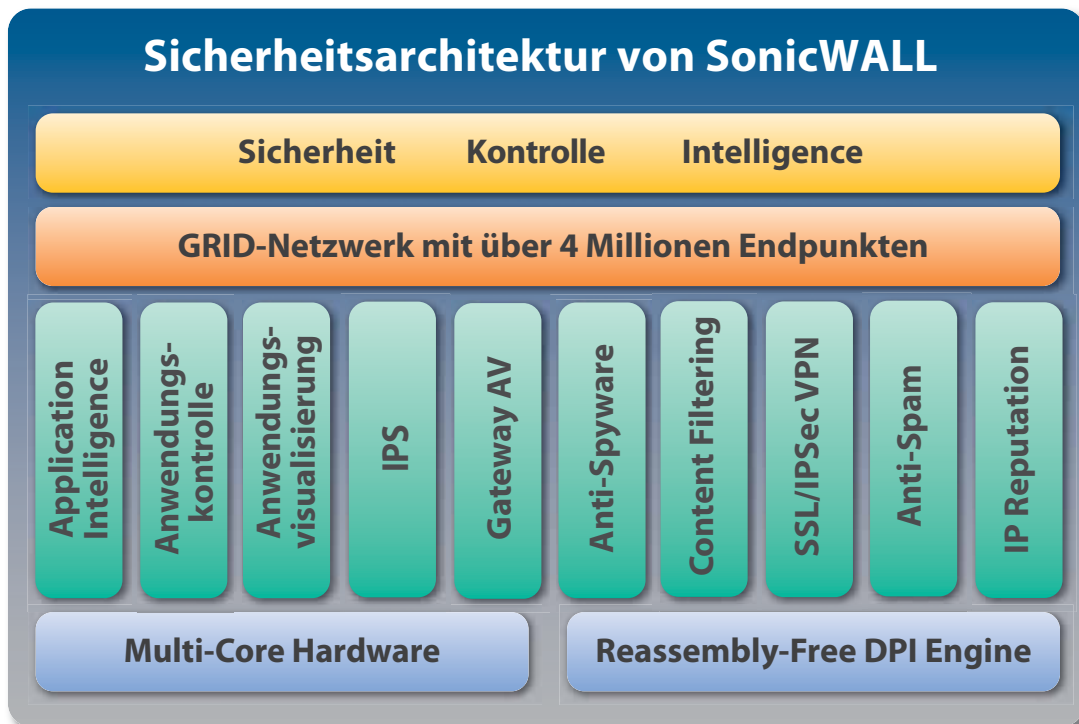 Sicherheitsarchitektur von SonicWALL
Sicherheit Kontrolle Intelligence
GRID-Netzwerk mit über 4 Millionen Endpunkten
Application
Intelligence
Anwendungs-
kontrolle
Anwendungs-
visualisierung
IPS
Gateway AV
Anti-Spyware
Content Filtering
SSL/IPSec VPN
Anti-Spam
IP Reputation
Multi-Core Hardware
Reassembly-Free DPI Engine